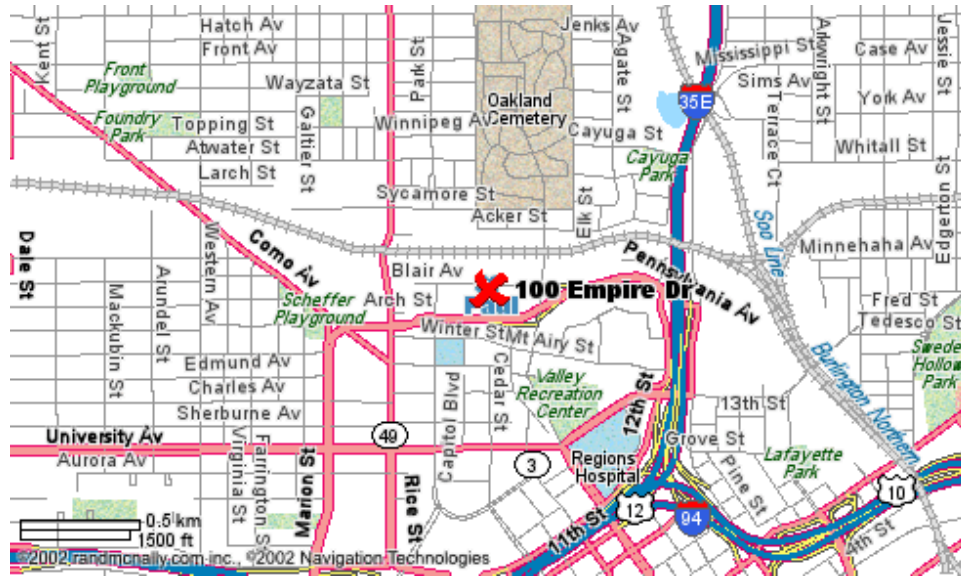 Kent St
Hatch Av
Front Av
Park St
Jenks Av
Agate St
Mississippi St
Arkwright St
Case Av
Jessie St
Front
Playground
Wayzata St
Sims Av
York Av
35E
Oakland
Cemetery
Foundry
Park
Topping St
Galtier St
Winnipeg Av
Cayuga St
Terrace Ct
Atwater St
Whitall St
Larch St
Cayuga
Park
Sycamore St
Acker St
Elk St
Edgequon St
Dale St
Western Av
Como Av
Soo Line
Minnehaha Av
Pennsylvania Av
Blair Av
Arundel St
Mackubin St
Scheffer
Playground
Arch St
100 Empire Dr
Paul
Fred St
Tedesco St
Winter St
Mt Airy St
Swede
Hollow
Park
Edmund Av
Charles Av
Cedar St
Valley
Recreation
Center
Burlington Northern
Sherburne Av
Capitol Blvd
12th St
13th St
University Av
49
Grove St
Aurora Av
Virginia St
Farrington St
Marion St
Rice St
3
Regions
Hospital
Lafayette
Park
Pine St
10
12
94
11th St
4th St
0.5 km
1500 ft
©2002 randmcnally.com inc., ©2002 Navigation Technologies